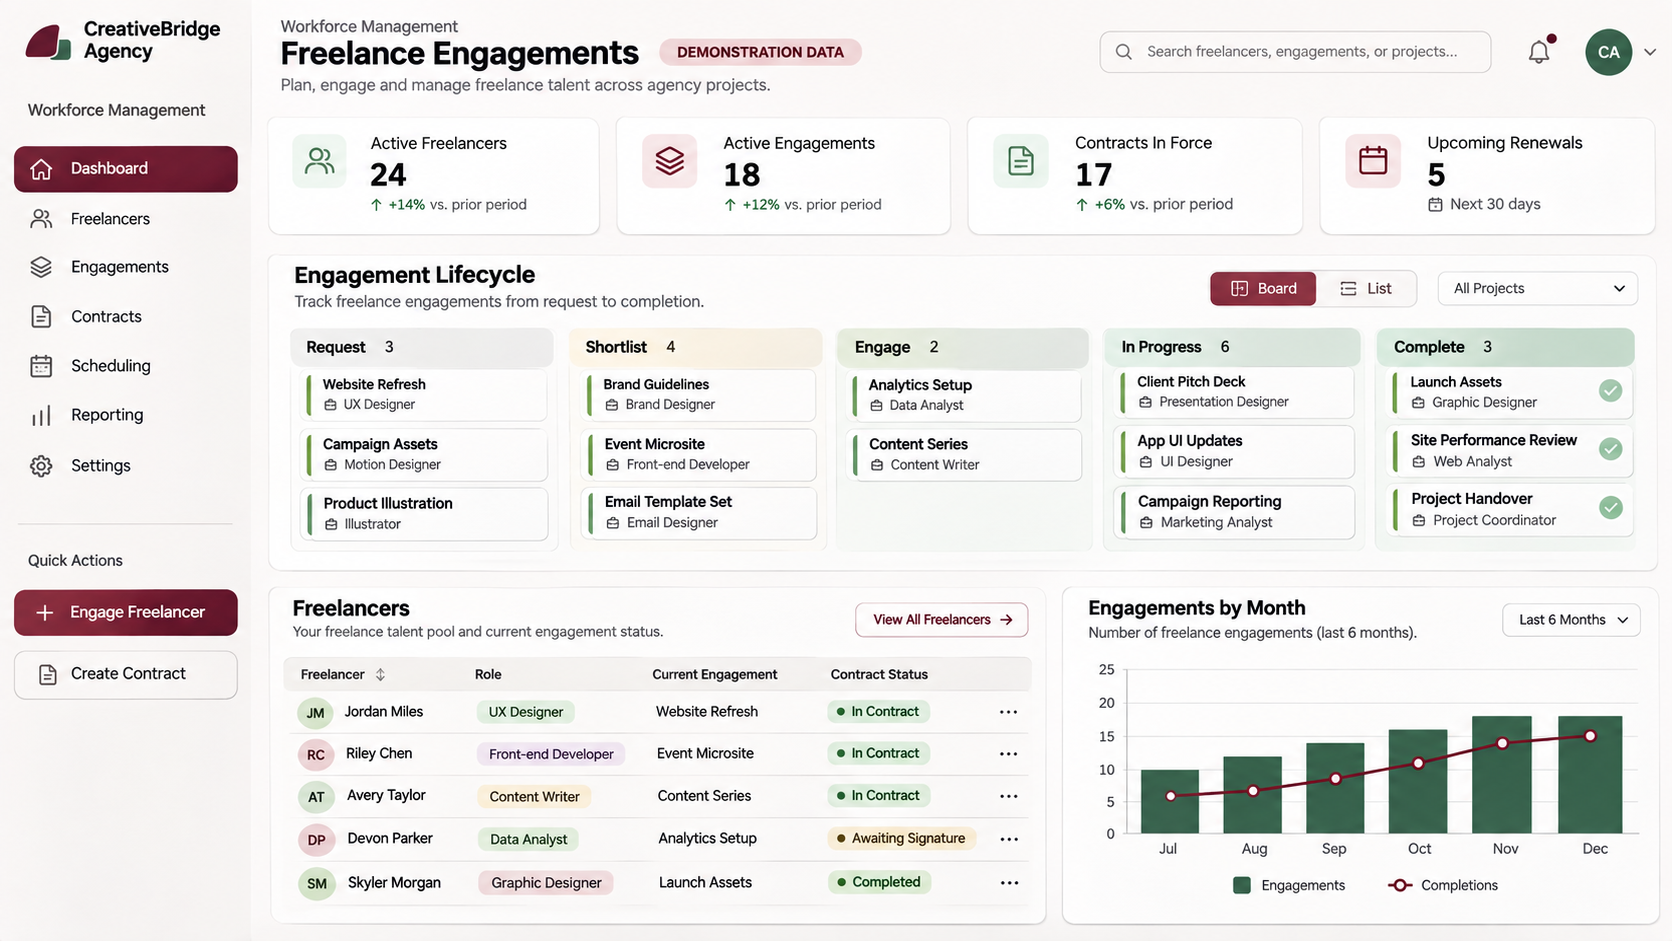 CreativeBridge
Agency
Workforce Management
Dashboard
Freelancers
Engagements
Contracts
Scheduling
Reporting
Settings
Quick Actions
Engage Freelancer
Create Contract
Workforce Management
Freelance Engagements
DEMONSTRATION DATA
Plan, engage and manage freelance talent across agency projects.
Search freelancers, engagements, or projects...
CA
Active Freelancers
24
+14% vs. prior period
Active Engagements
18
+12% vs. prior period
Contracts In Force
17
+6% vs. prior period
Upcoming Renewals
5
Next 30 days
Engagement Lifecycle
Track freelance engagements from request to completion.
Board
List
All Projects
Request 3
Website Refresh
UX Designer
Campaign Assets
Motion Designer
Product Illustration
Illustrator
Shortlist 4
Brand Guidelines
Brand Designer
Event Microsite
Front-end Developer
Email Template Set
Email Designer
Engage 2
Analytics Setup
Data Analyst
Content Series
Content Writer
In Progress 6
Client Pitch Deck
Presentation Designer
App UI Updates
UI Designer
Campaign Reporting
Marketing Analyst
Complete 3
Launch Assets
Graphic Designer
Site Performance Review
Web Analyst
Project Handover
Project Coordinator
Freelancers
Your freelance talent pool and current engagement status.
View All Freelancers
Freelancer Role Current Engagement Contract Status
JM Jordan Miles UX Designer Website Refresh In Contract
RC Riley Chen Front-end Developer Event Microsite In Contract
AT Avery Taylor Content Writer Content Series In Contract
DP Devon Parker Data Analyst Analytics Setup Awaiting Signature
SM Skyler Morgan Graphic Designer Launch Assets Completed
Engagements by Month
Number of freelance engagements (last 6 months).
Last 6 Months
25
20
15
10
5
0
Jul Aug Sep Oct Nov Dec
Engagements Completions